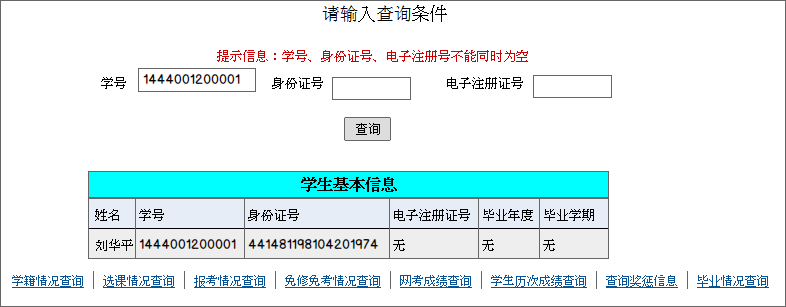 请输入查询条件
提示信息：学号、身份证号、电子注册号不能同时为空
学号 1444001200001 身份证号 电子注册证号
查询
学生基本信息
姓名 学号 身份证号 电子注册证号 毕业年度 毕业学期
刘华平 1444001200001 441481198104201974 无 无 无
学籍情况查询 选课情况查询 报考情况查询 免修免考情况查询 网考成绩查询 学生历次成绩查询 查询奖惩信息 毕业情况查询